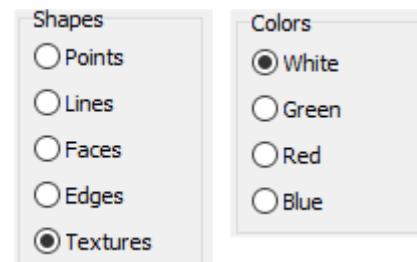 Shapes
Points
Lines
Faces
Edges
Textures
Colors
White
Green
Red
Blue